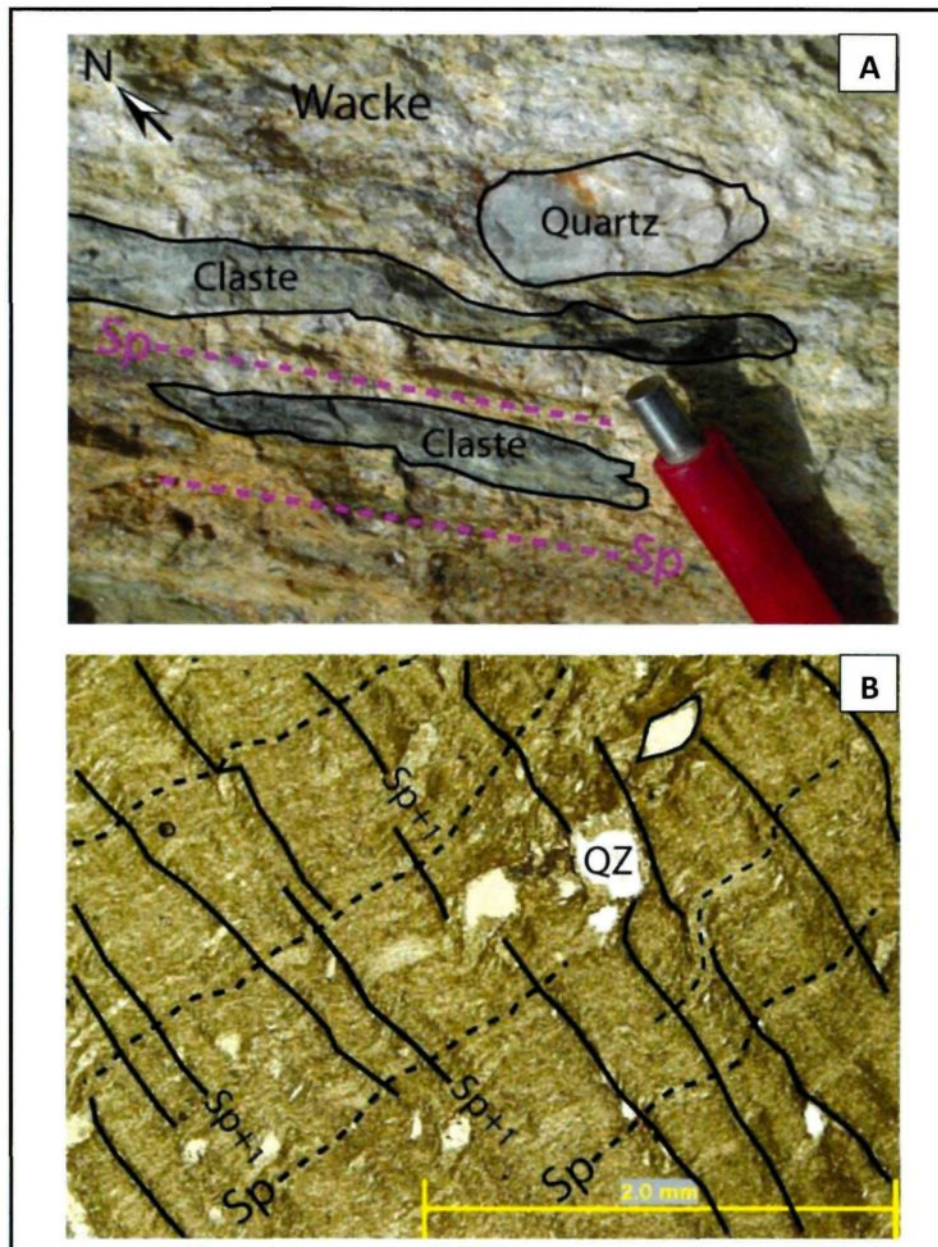 A
N
Wacke
Quartz
Claste
Sp
Claste
Sp
B
Sp+1
QZ
Sp+1
Sp+1
Sp
Sp
2.0 mm